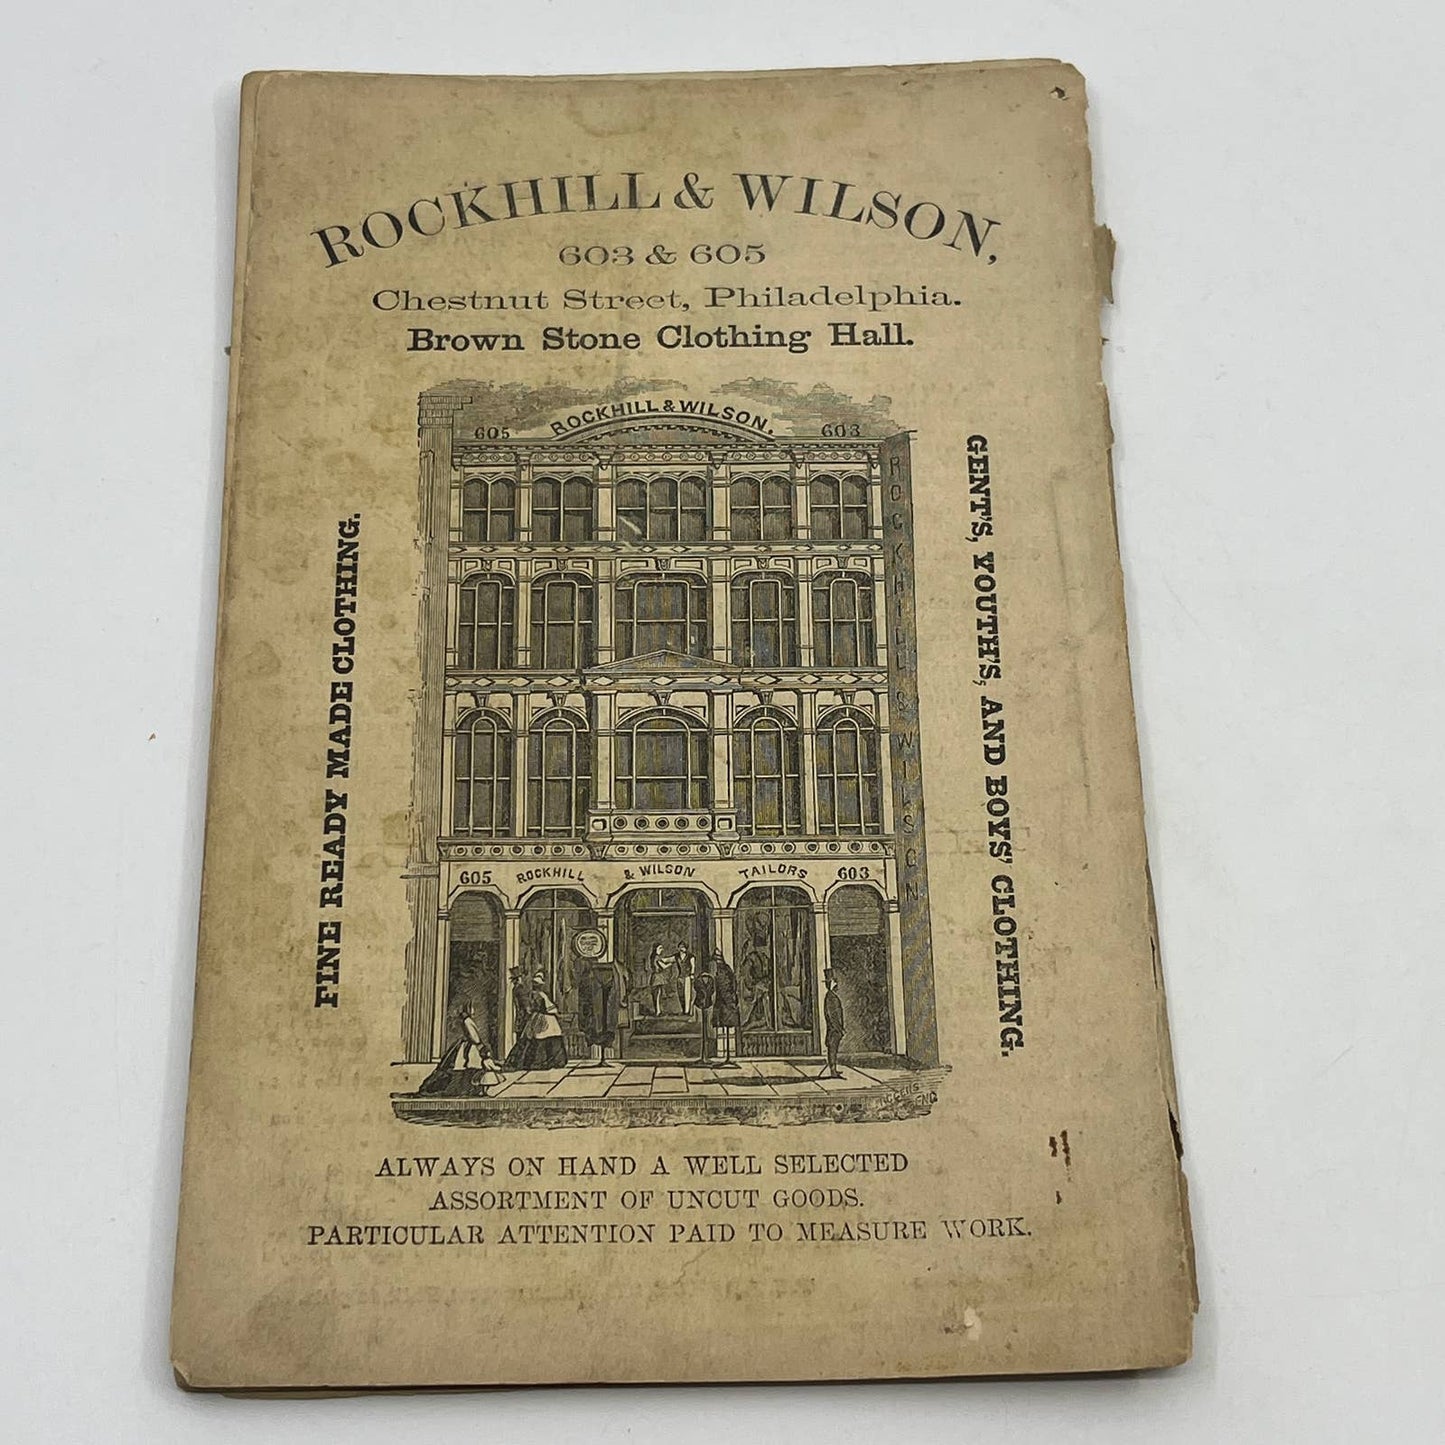 ROCKHILL & WILSON,
603 & 605
Chestnut Street, Philadelphia.
Brown Stone Clothing Hall.
FINE READY MADE CLOTHING.
ROCKHILL & WILSON.
605 603
ROCKHILL & WILSON
605 ROCKHILL & WILSON TAILORS 603
GENT'S, YOUTH'S, AND BOYS' CLOTHING.
ALWAYS ON HAND A WELL SELECTED
ASSORTMENT OF UNCUT GOODS.
PARTICULAR ATTENTION PAID TO MEASURE WORK.